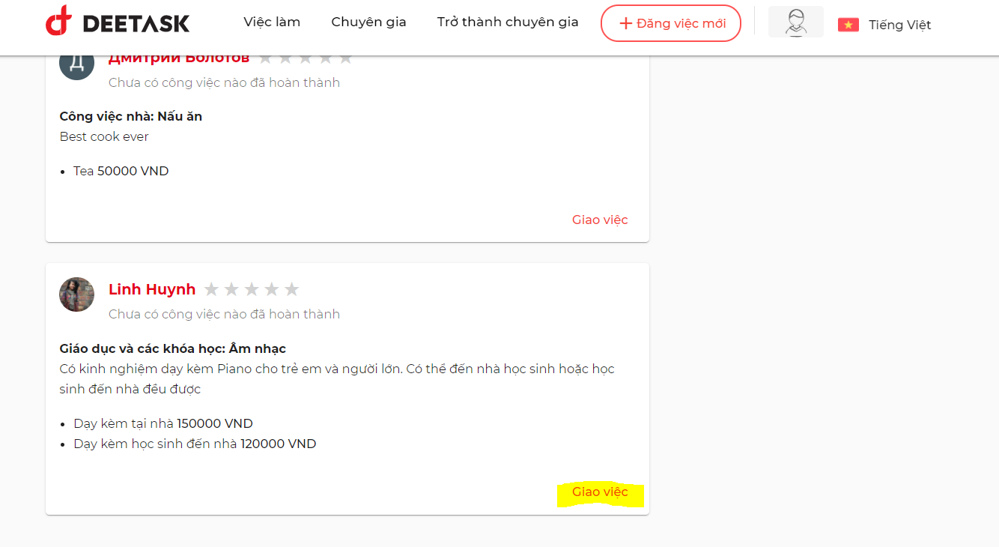 DEETASK
Việc làm
Chuyên gia
Trở thành chuyên gia
+ Đăng việc mới
Tiếng Việt
Д
Дмитрий Болотов
Chưa có công việc nào đã hoàn thành
Công việc nhà: Nấu ăn
Best cook ever
• Tea 50000 VND
Giao việc
Linh Huynh
Chưa có công việc nào đã hoàn thành
Giáo dục và các khóa học: Âm nhạc
Có kinh nghiệm dạy kèm Piano cho trẻ em và người lớn. Có thể đến nhà học sinh hoặc học
sinh đến nhà đều được
• Dạy kèm tại nhà 150000 VND
• Dạy kèm học sinh đến nhà 120000 VND
Giao việc